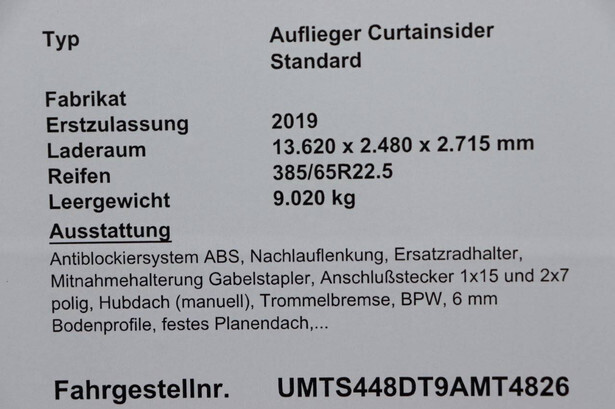 Typ Auflieger Curtainsider
Standard
Fabrikat
Erstzulassung 2019
Laderaum 13.620 x 2.480 x 2.715 mm
Reifen 385/65R22.5
Leergewicht 9.020 kg
Ausstattung
Antiblockiersystem ABS, Nachlauflenkung, Ersatzradhalter,
Mitnahmehalterung Gabelstapler, Anschlußstecker 1x15 und 2x7
polig, Hubdach (manuell), Trommelbremse, BPW, 6 mm
Bodenprofile, festes Planendach,...
Fahrgestellnr. UMTS448DT9AMT4826